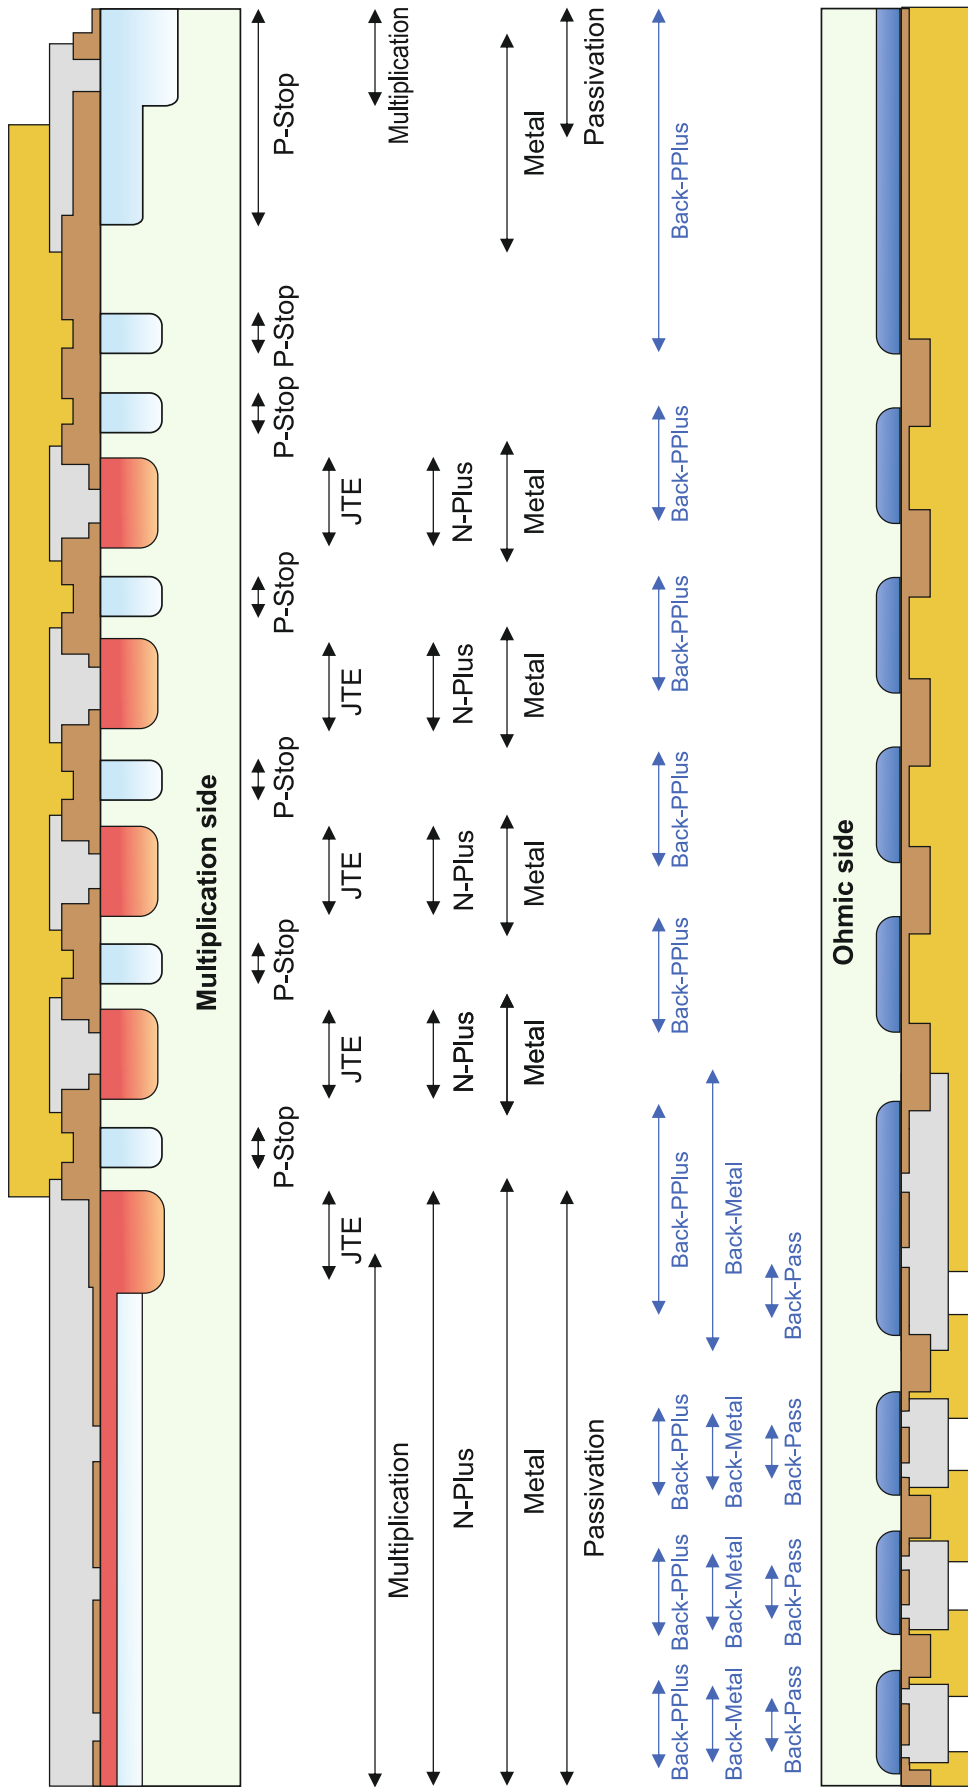 Multiplication side
P-Stop P-Stop P-Stop P-Stop P-Stop P-Stop P-Stop
JTE JTE JTE JTE JTE
Multiplication Multiplication
N-Plus N-Plus N-Plus N-Plus N-Plus
Metal Metal Metal Metal Metal Metal
Passivation Passivation
Back-PPlus Back-PPlus Back-PPlus Back-PPlus Back-PPlus Back-PPlus Back-PPlus Back-PPlus Back-PPlus
Back-Metal Back-Metal Back-Metal Back-Metal
Back-Pass Back-Pass Back-Pass Back-Pass
Ohmic side